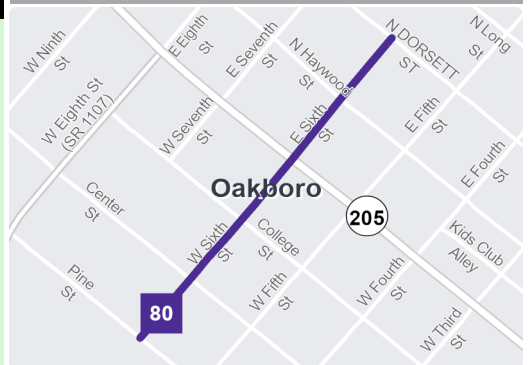 W Ninth
St
E Eighth
St
E Seventh
St
N Haywood
St
N DORSETT
ST
N Long
St
W Eighth St
(SR 1107)
W Seventh
St
E Sixth
St
E Fifth
St
E Fourth
St
Oakboro
205
Center
St
W Sixth
St
College
St
Kids Club
Alley
Pine
St
W Fifth
St
W Fourth
St
W Third
St
80